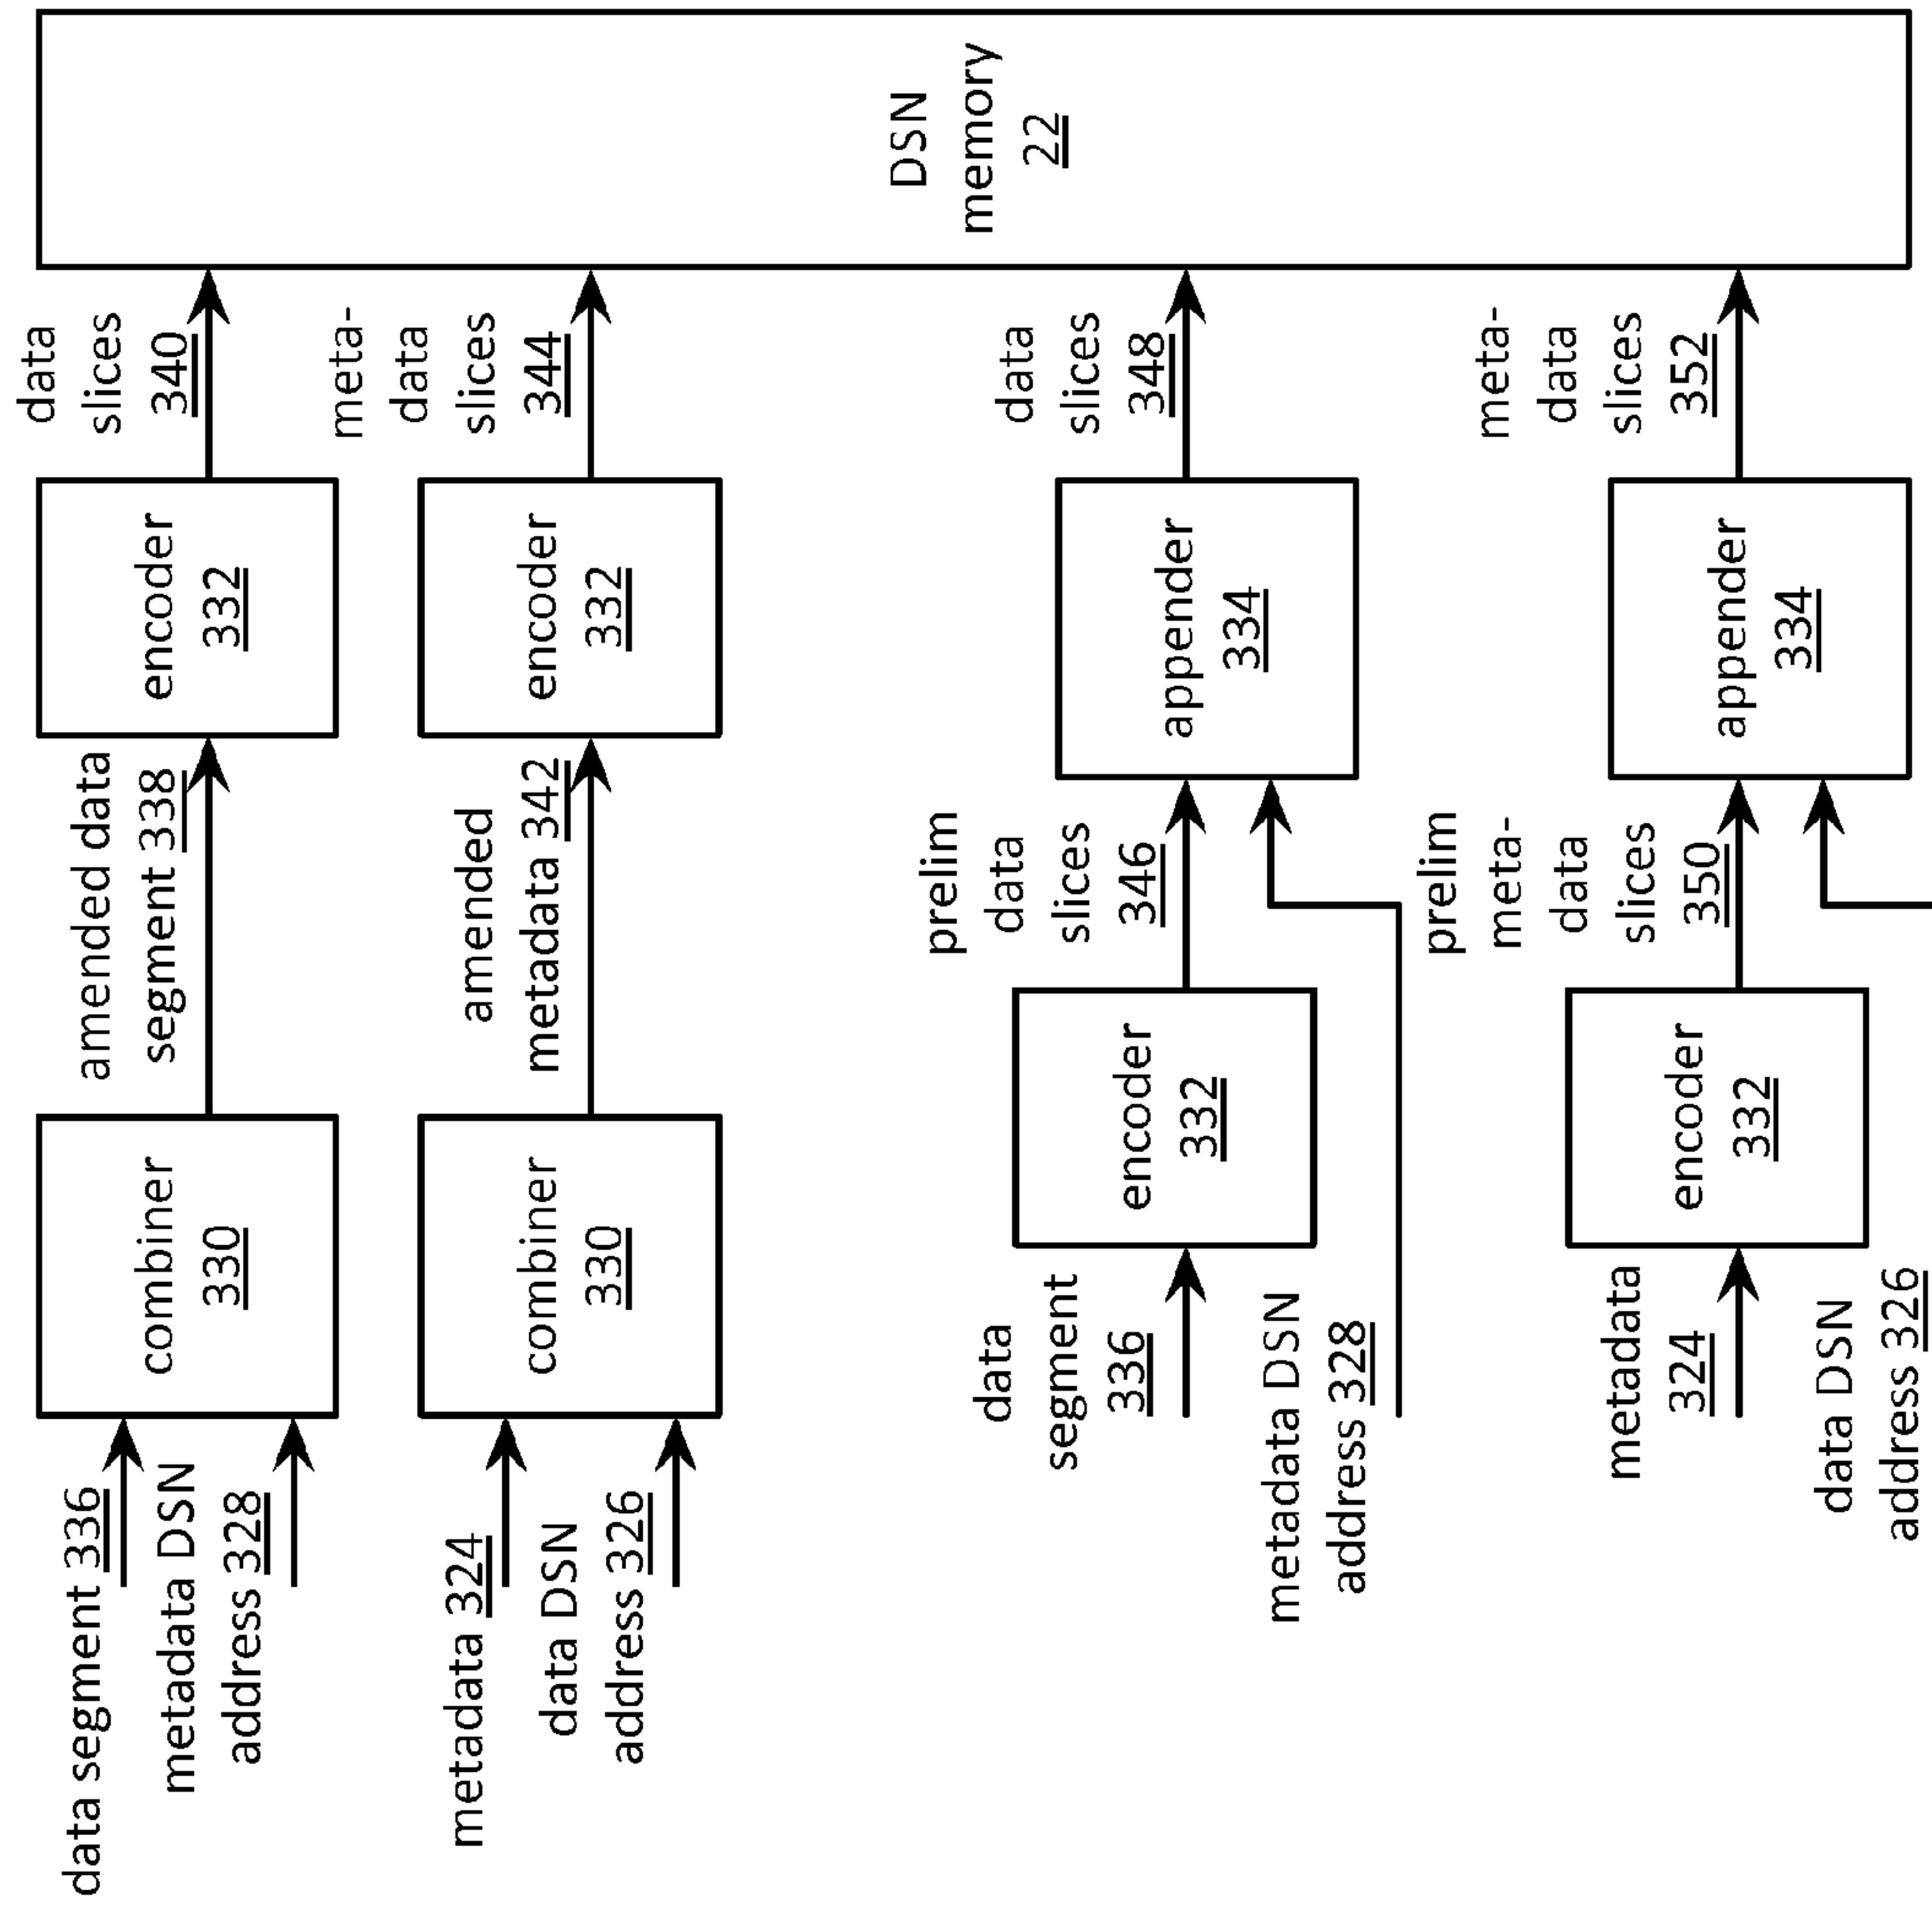 data segment 336
metadata DSN
address 328
combiner
330
amended data
segment 338
encoder
332
data
slices
340
metadata 324
data DSN
address 326
combiner
330
amended
metadata 342
encoder
332
meta-
data
slices
344
data
segment
336
metadata DSN
address 328
encoder
332
prelim
data
slices
346
appender
334
data
slices
348
metadata
324
data DSN
address 326
encoder
332
prelim
meta-
data
slices
350
appender
334
meta-
data
slices
352
DSN
memory
22